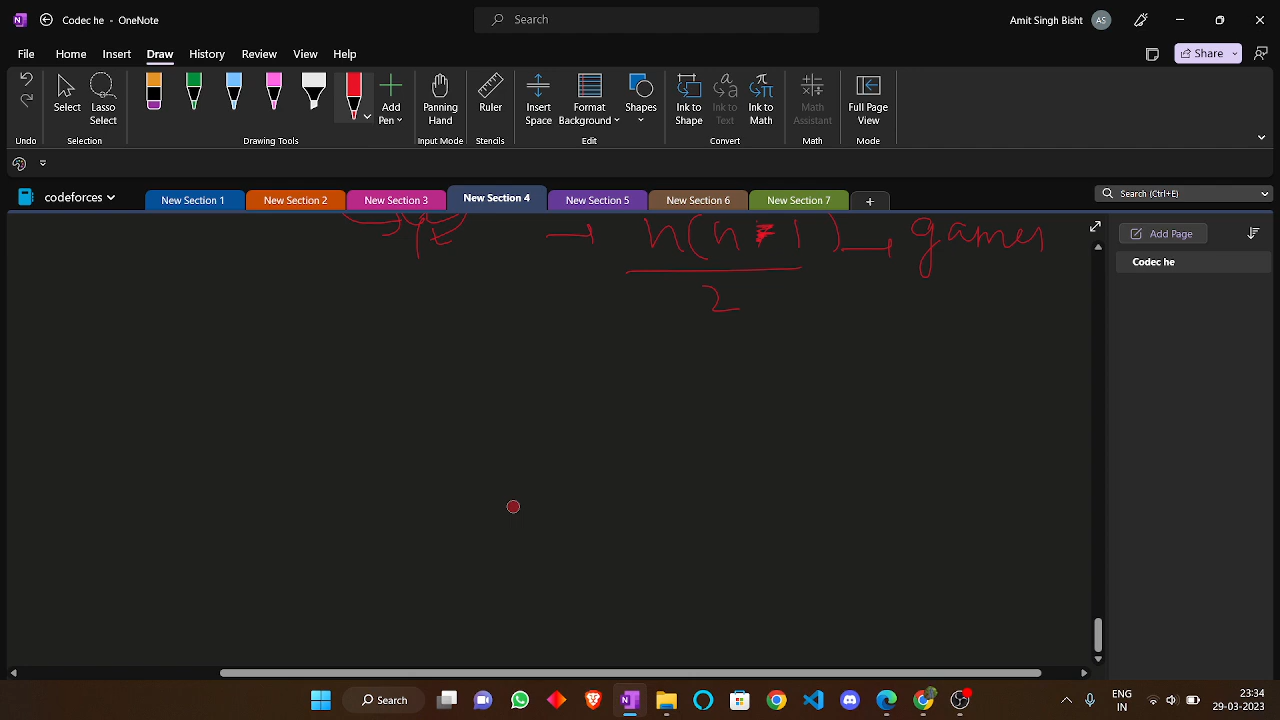 Codec he - OneNote
Search
Amit Singh Bisht
AS
File Home Insert Draw History Review View Help
Share
Undo
Select
Lasso Select
Selection
Drawing Tools
Add Pen
Panning Hand
Input Mode
Ruler
Stencils
Insert Space
Format Background
Shapes
Edit
Ink to Shape
Ink to Text
Ink to Math
Convert
Math Assistant
Math
Full Page View
Mode
codeforces
New Section 1 New Section 2 New Section 3 New Section 4 New Section 5 New Section 6 New Section 7 +
Search (Ctrl+E)
Add Page
Codec he
→ n(n-1) → games
2
Search
ENG
IN
23:34
29-03-2023